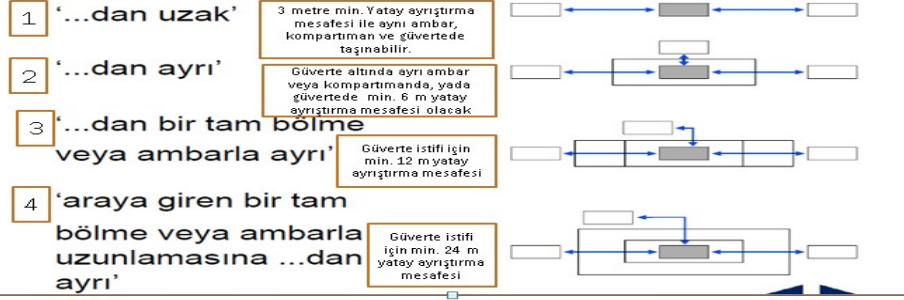 1 ‘...dan uzak’
3 metre min. Yatay ayrıştırma
mesafesi ile aynı ambar,
kompartıman ve güvertede
taşınabilir.
2 ‘...dan ayrı’
Güverte altında ayrı ambar
veya kompartımanda, yada
güvertede min. 6 m yatay
ayrıştırma mesafesi olacak
3 ‘...dan bir tam bölme
veya ambarla ayrı’
Güverte istifi için
min. 12 m yatay
ayrıştırma mesafesi
4 ‘araya giren bir tam
bölme veya ambarla
uzunlamasına ...dan
ayrı’
Güverte istifi
için min. 24 m
yatay ayrıştırma
mesafesi